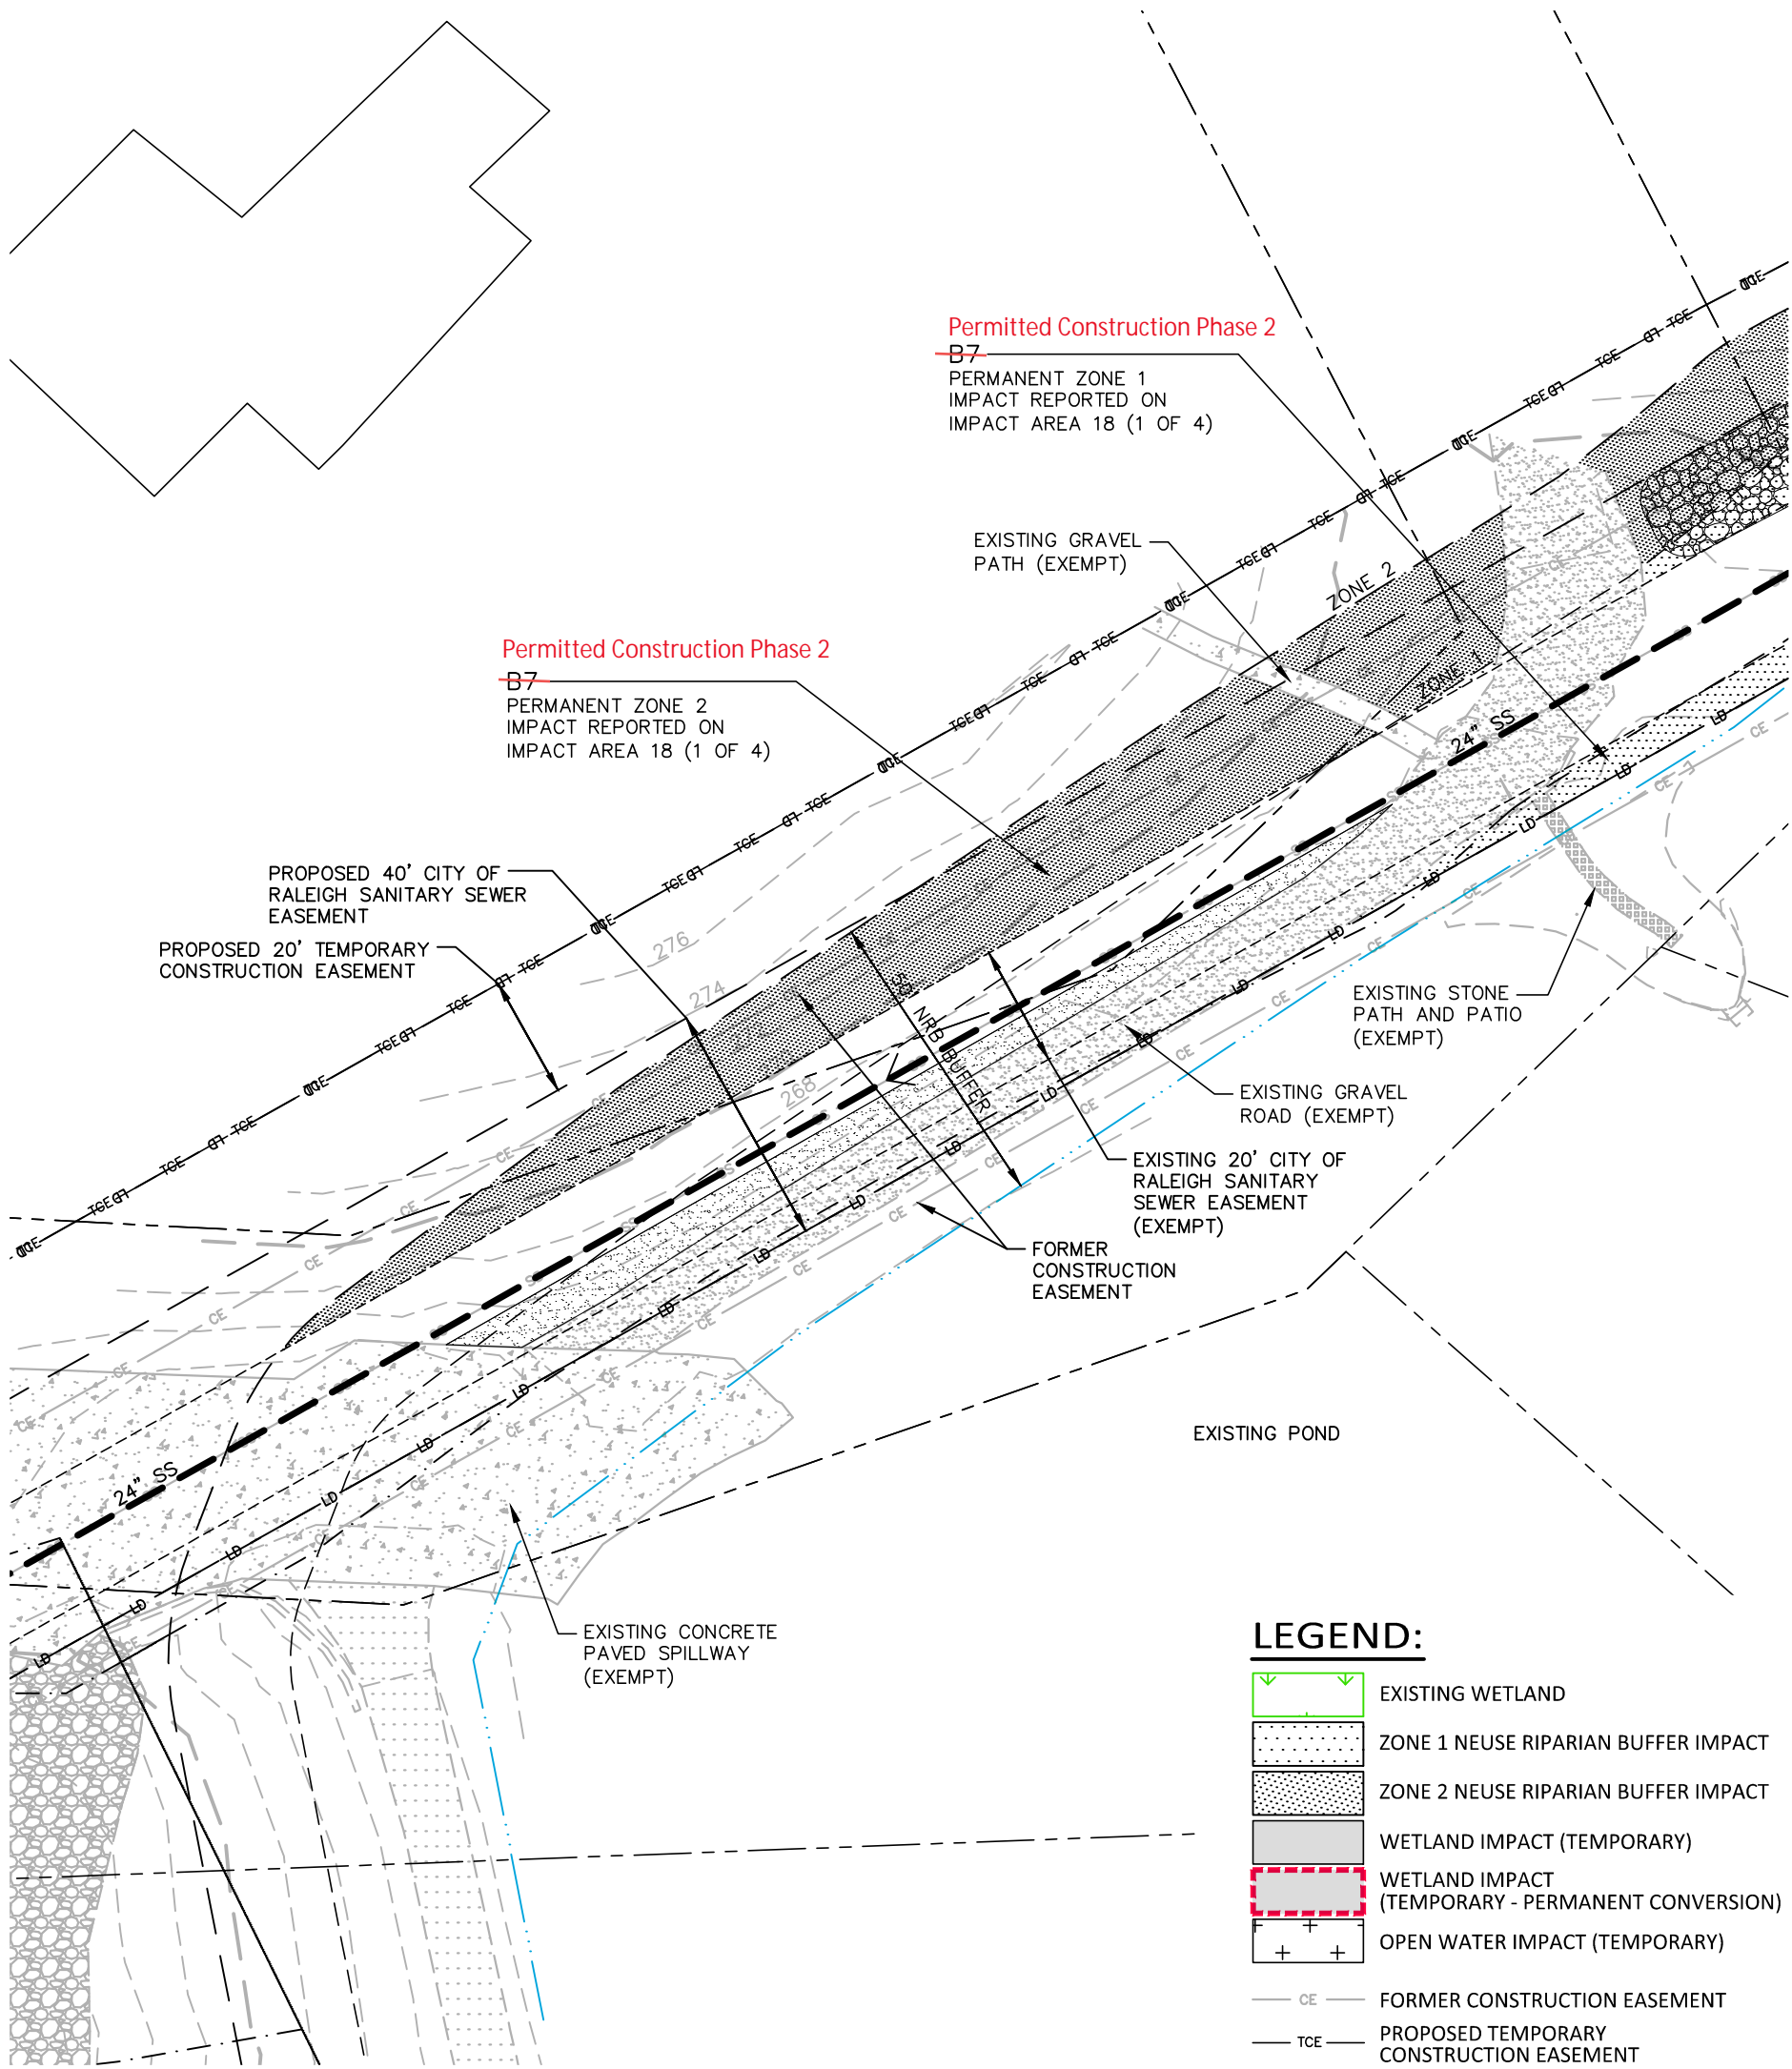 Permitted Construction Phase 2
B7
PERMANENT ZONE 1
IMPACT REPORTED ON
IMPACT AREA 18 (1 OF 4)
EXISTING GRAVEL
PATH (EXEMPT)
ZONE 2
ZONE 1
Permitted Construction Phase 2
B7
PERMANENT ZONE 2
IMPACT REPORTED ON
IMPACT AREA 18 (1 OF 4)
24" SS
PROPOSED 40' CITY OF
RALEIGH SANITARY SEWER
EASEMENT
PROPOSED 20' TEMPORARY
CONSTRUCTION EASEMENT
276
274
268
50' NRB BUFFER
EXISTING STONE
PATH AND PATIO
(EXEMPT)
EXISTING GRAVEL
ROAD (EXEMPT)
EXISTING 20' CITY OF
RALEIGH SANITARY
SEWER EASEMENT
(EXEMPT)
FORMER
CONSTRUCTION
EASEMENT
EXISTING POND
24" SS
EXISTING CONCRETE
PAVED SPILLWAY
(EXEMPT)
TCE
LD
CE
LEGEND:
EXISTING WETLAND
ZONE 1 NEUSE RIPARIAN BUFFER IMPACT
ZONE 2 NEUSE RIPARIAN BUFFER IMPACT
WETLAND IMPACT (TEMPORARY)
WETLAND IMPACT
(TEMPORARY - PERMANENT CONVERSION)
OPEN WATER IMPACT (TEMPORARY)
CE FORMER CONSTRUCTION EASEMENT
TCE PROPOSED TEMPORARY
CONSTRUCTION EASEMENT